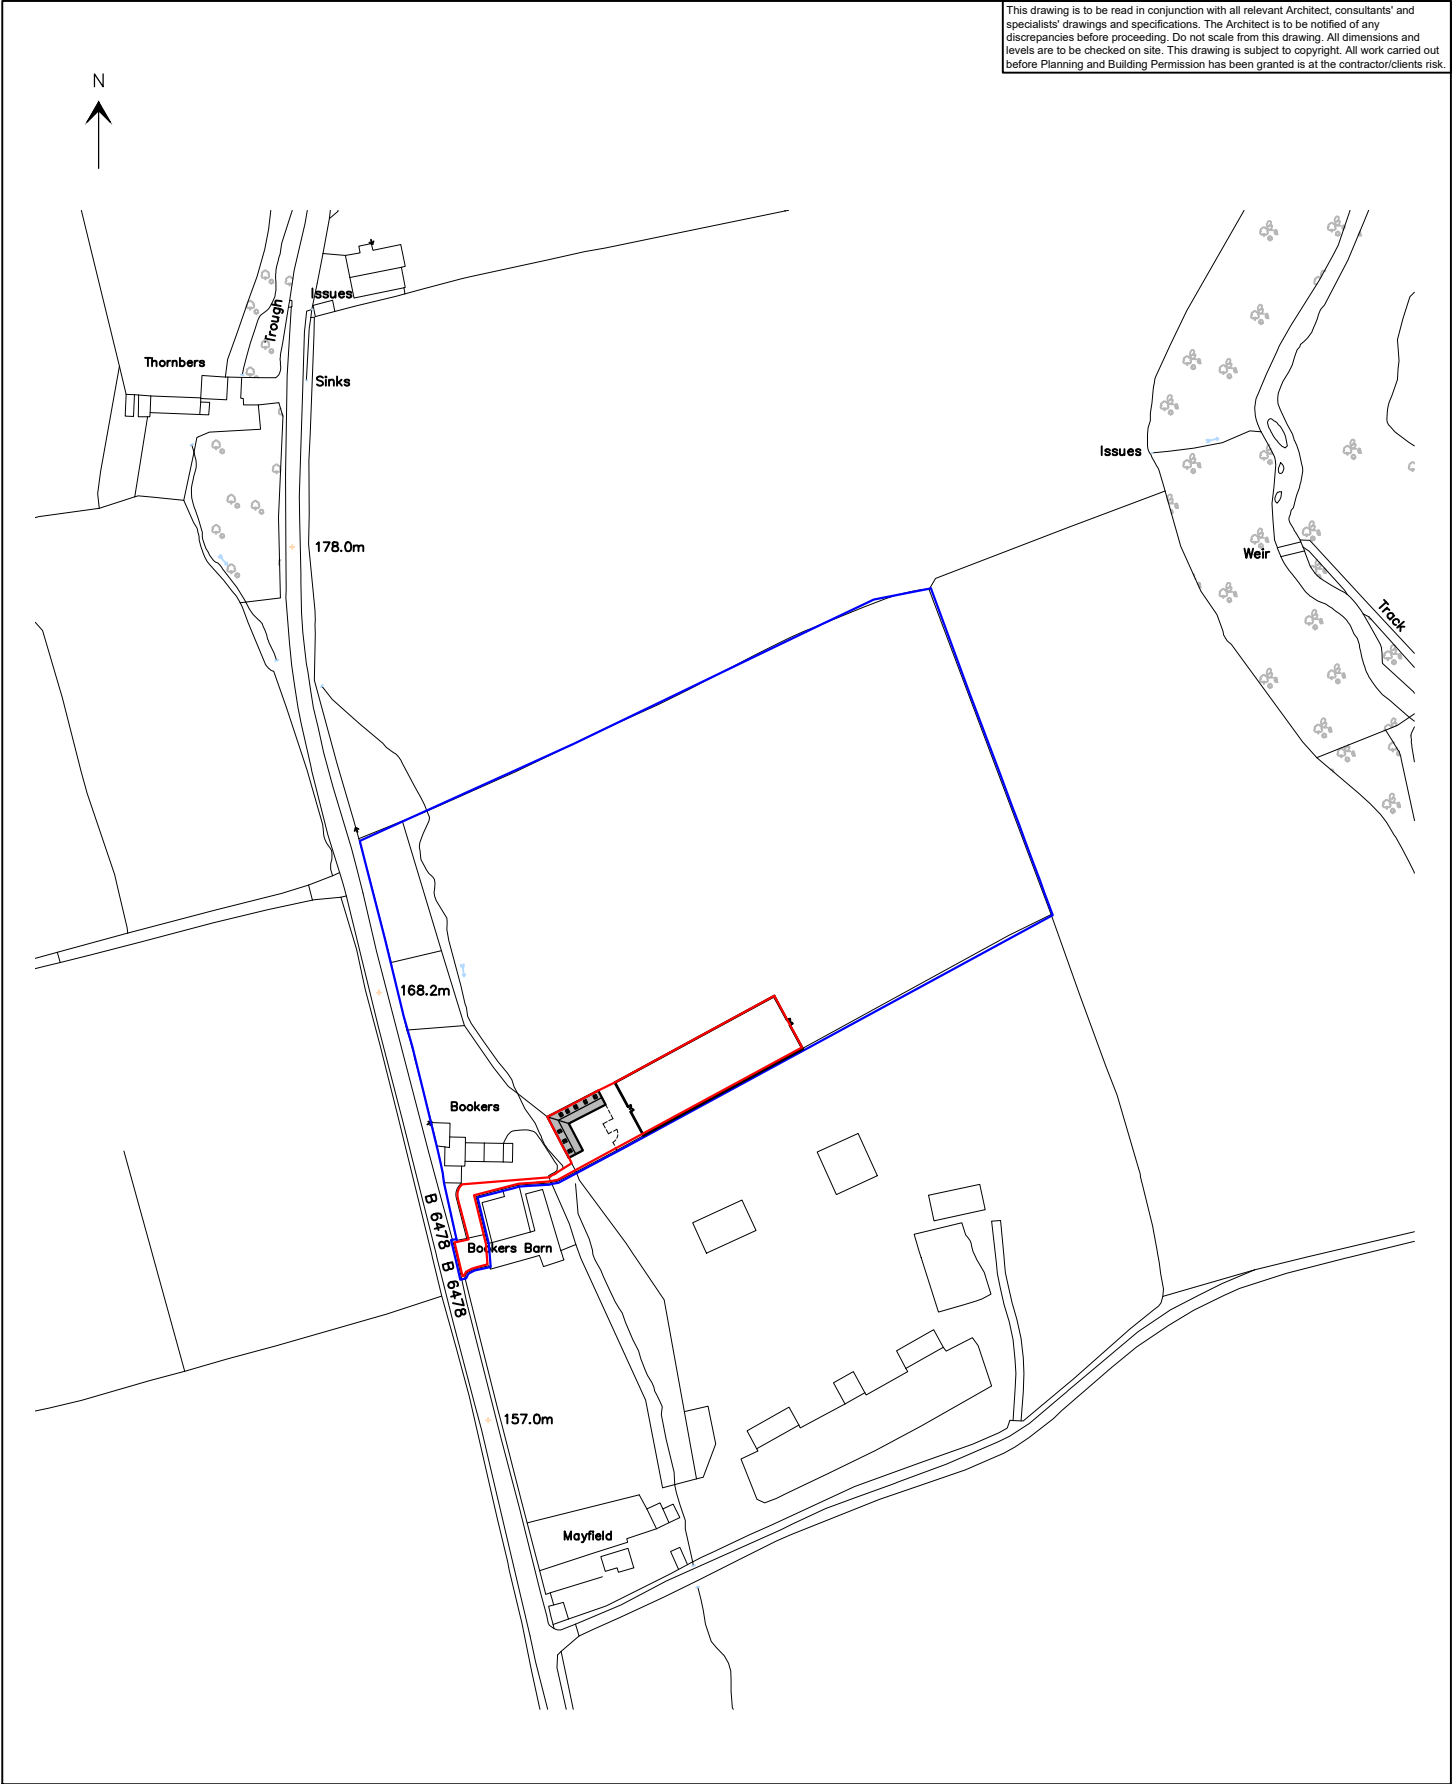 This drawing is to be read in conjunction with all relevant Architect, consultants' and
specialists' drawings and specifications. The Architect is to be notified of any
discrepancies before proceeding. Do not scale from this drawing. All dimensions and
levels are to be checked on site. This drawing is subject to copyright. All work carried out
before Planning and Building Permission has been granted is at the contractor/clients risk.
N
Issues
Trough
Thornbers
Sinks
Issues
178.0m
Weir
Track
168.2m
Bookers
B 6478
Bookers Barn
B 6478
157.0m
Mayfield